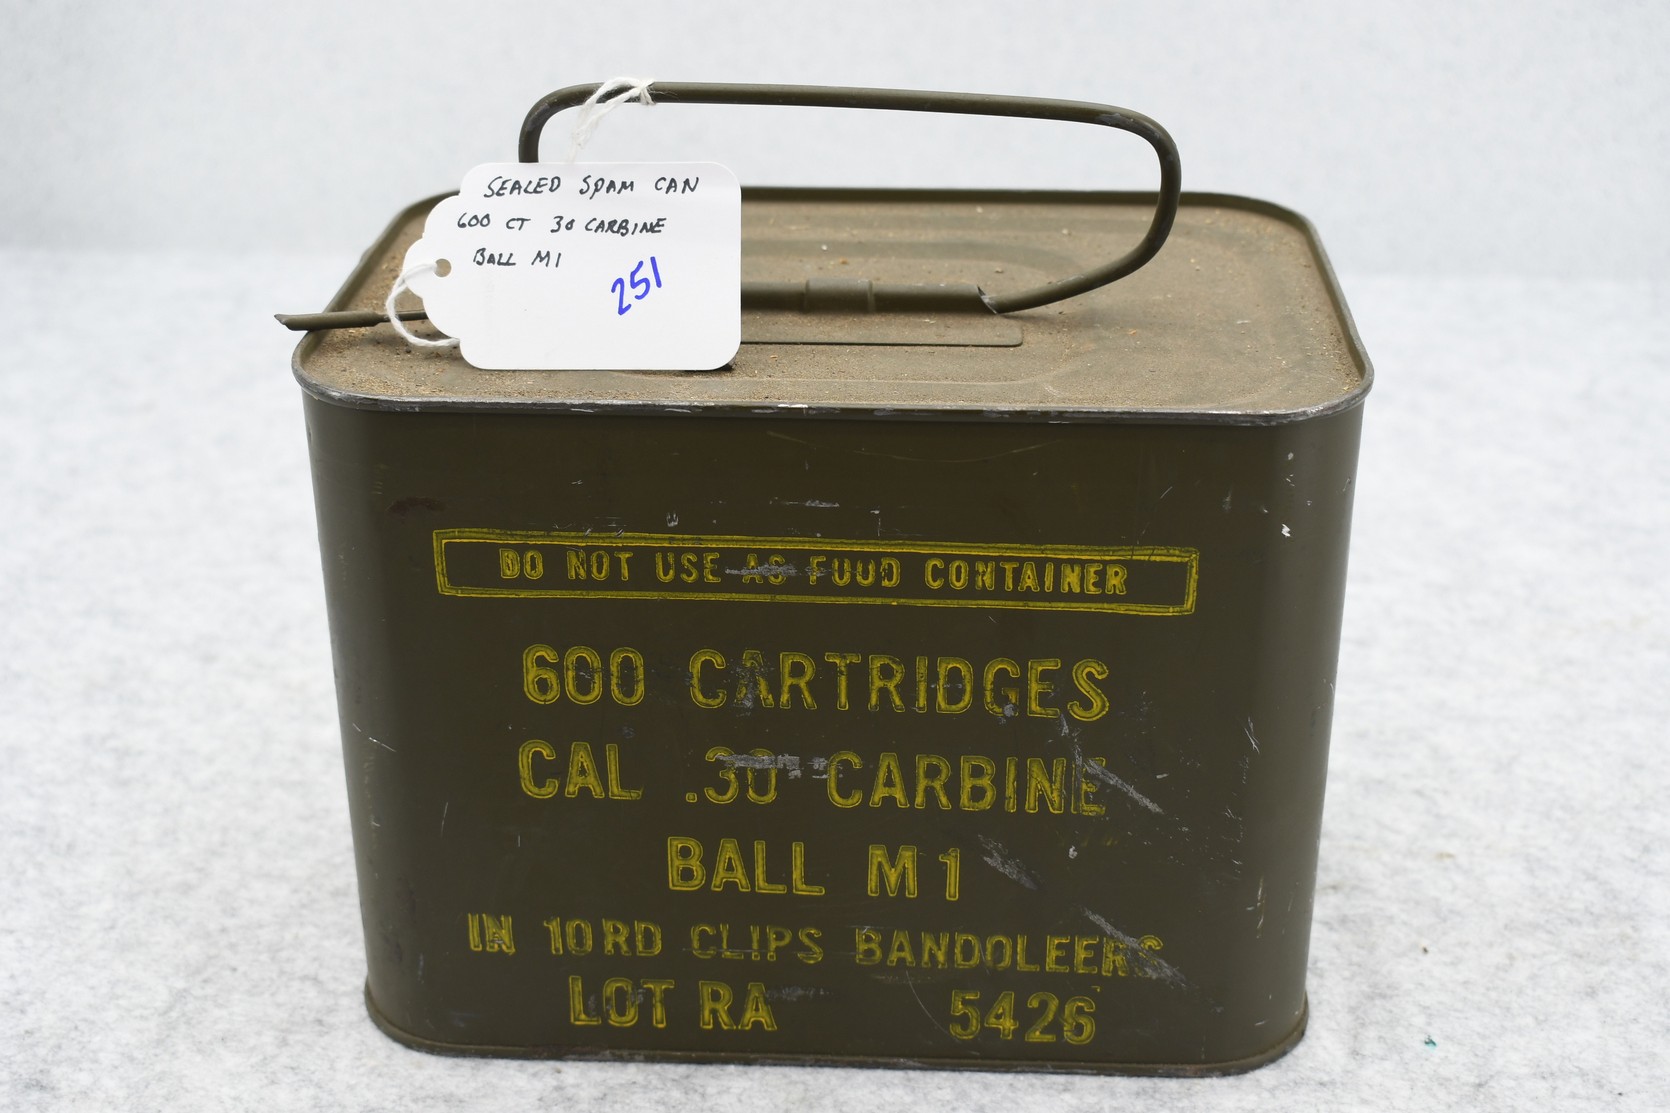 SEALED SPAM CAN
600 CT 30 CARBINE
BALL M1
251
DO NOT USE AS FOOD CONTAINER
600 CARTRIDGES
CAL .30 CARBINE
BALL M1
IN 10RD CLIPS BANDOLEERS
LOT RA 5426